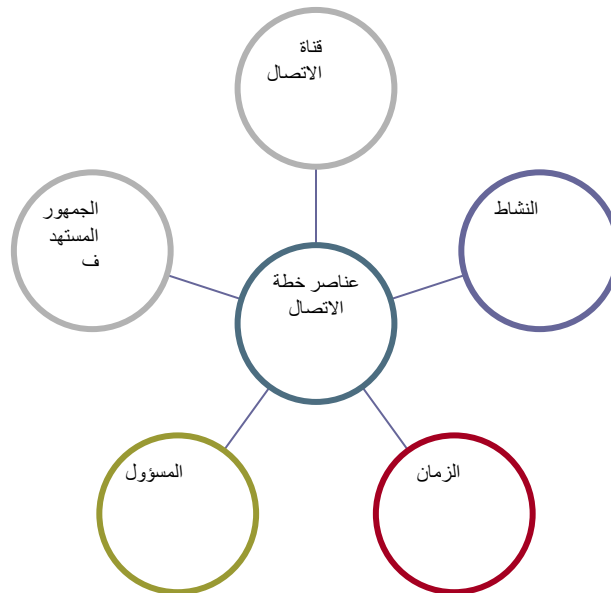 قناة
الاتصال
النشاط
الجمهور
المستهد
ف
عناصر خطة
الاتصال
الزمان
المسؤول